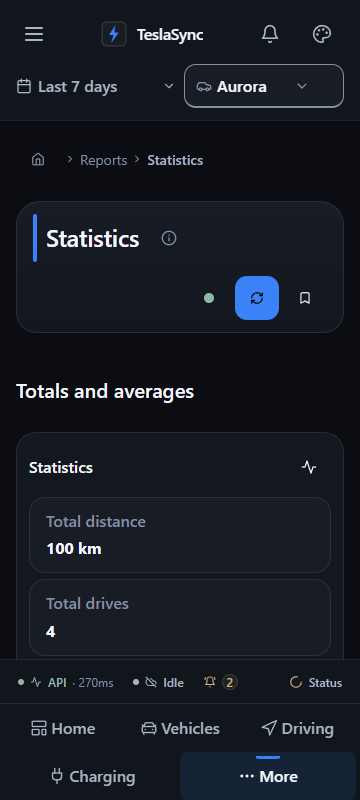 TeslaSync
Last 7 days
Aurora
Reports
Statistics
Statistics
Totals and averages
Statistics
Total distance
100 km
Total drives
4
API · 270ms
Idle
2
Status
Home
Vehicles
Driving
Charging
More